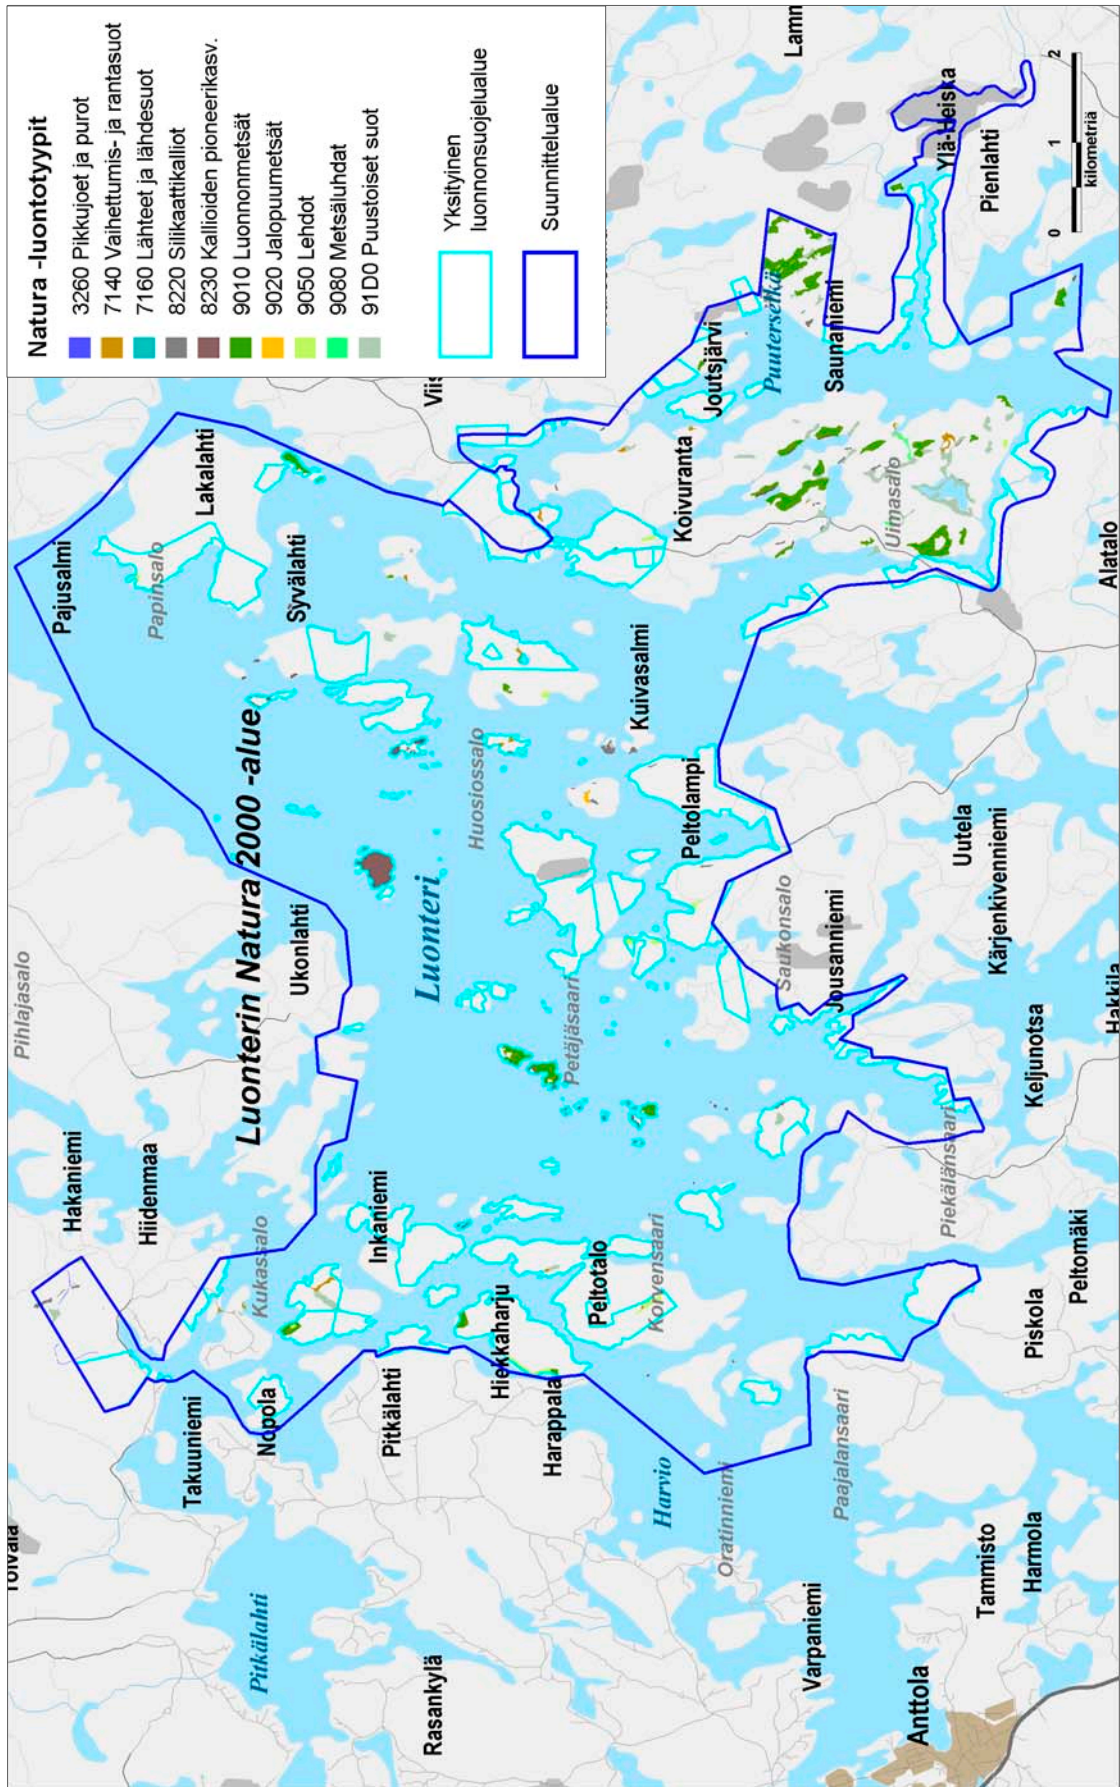 Natura -luontotyypit
3260 Pikkujoet ja purot
7140 Vaihettumis- ja rantasuot
7160 Lähteet ja lähdesuot
8220 Silikaattikalliot
8230 Kallioiden pioneerikasv.
9010 Luonnonmetsät
9020 Jalopuumetsät
9050 Lehdot
9080 Metsäluhdat
91D0 Puustoiset suot
Yksityinen
luonnonsuojelualue
Suunnittelualue
Luonterin Natura 2000 -alue
Pihlajasalo
Hakaniemi
Hiidenmaa
Takuuniemi
Nopola
Kukassalo
Pitkälahti
Pitkälahti
Rasankylä
Inkaniemi
Ukonlahti
Pajusalmi
Papinsalo
Lakalahti
Syvälahti
Luonteri
Huosiossalo
Petäjäsaari
Hiekkaharju
Harappala
Peltotalo
Korvensaari
Harvio
Oratinniemi
Varpaniemi
Paajalansaari
Anttola
Tammisto
Harmola
Piskola
Peltomäki
Piekälänsaari
Keljunotsa
Jousanniemi
Saukonsalo
Kärjenkivenniemi
Uutela
Peltolampi
Kuivasalmi
Koivuranta
Joutsjärvi
Puuterselkä
Saunaniemi
Uimasalo
Alatalo
Pienlahti
Ylä-Heiska
Lamn
0 1 2
kilometriä